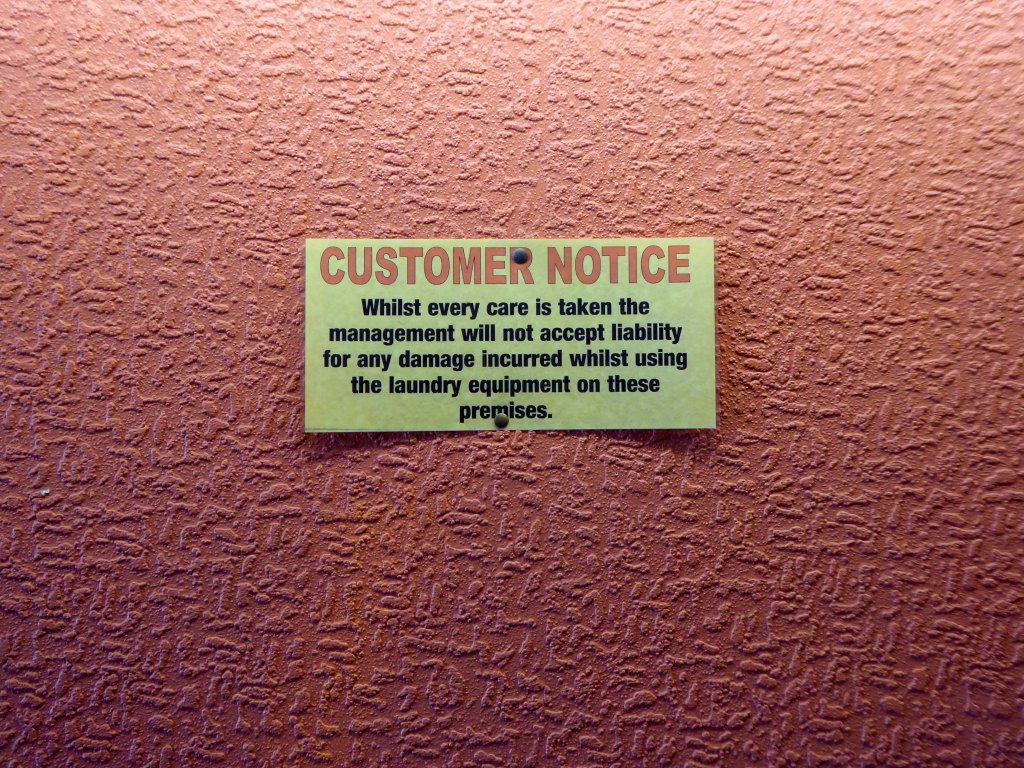 CUSTOMER NOTICE
Whilst every care is taken the
management will not accept liability
for any damage incurred whilst using
the laundry equipment on these
premises.